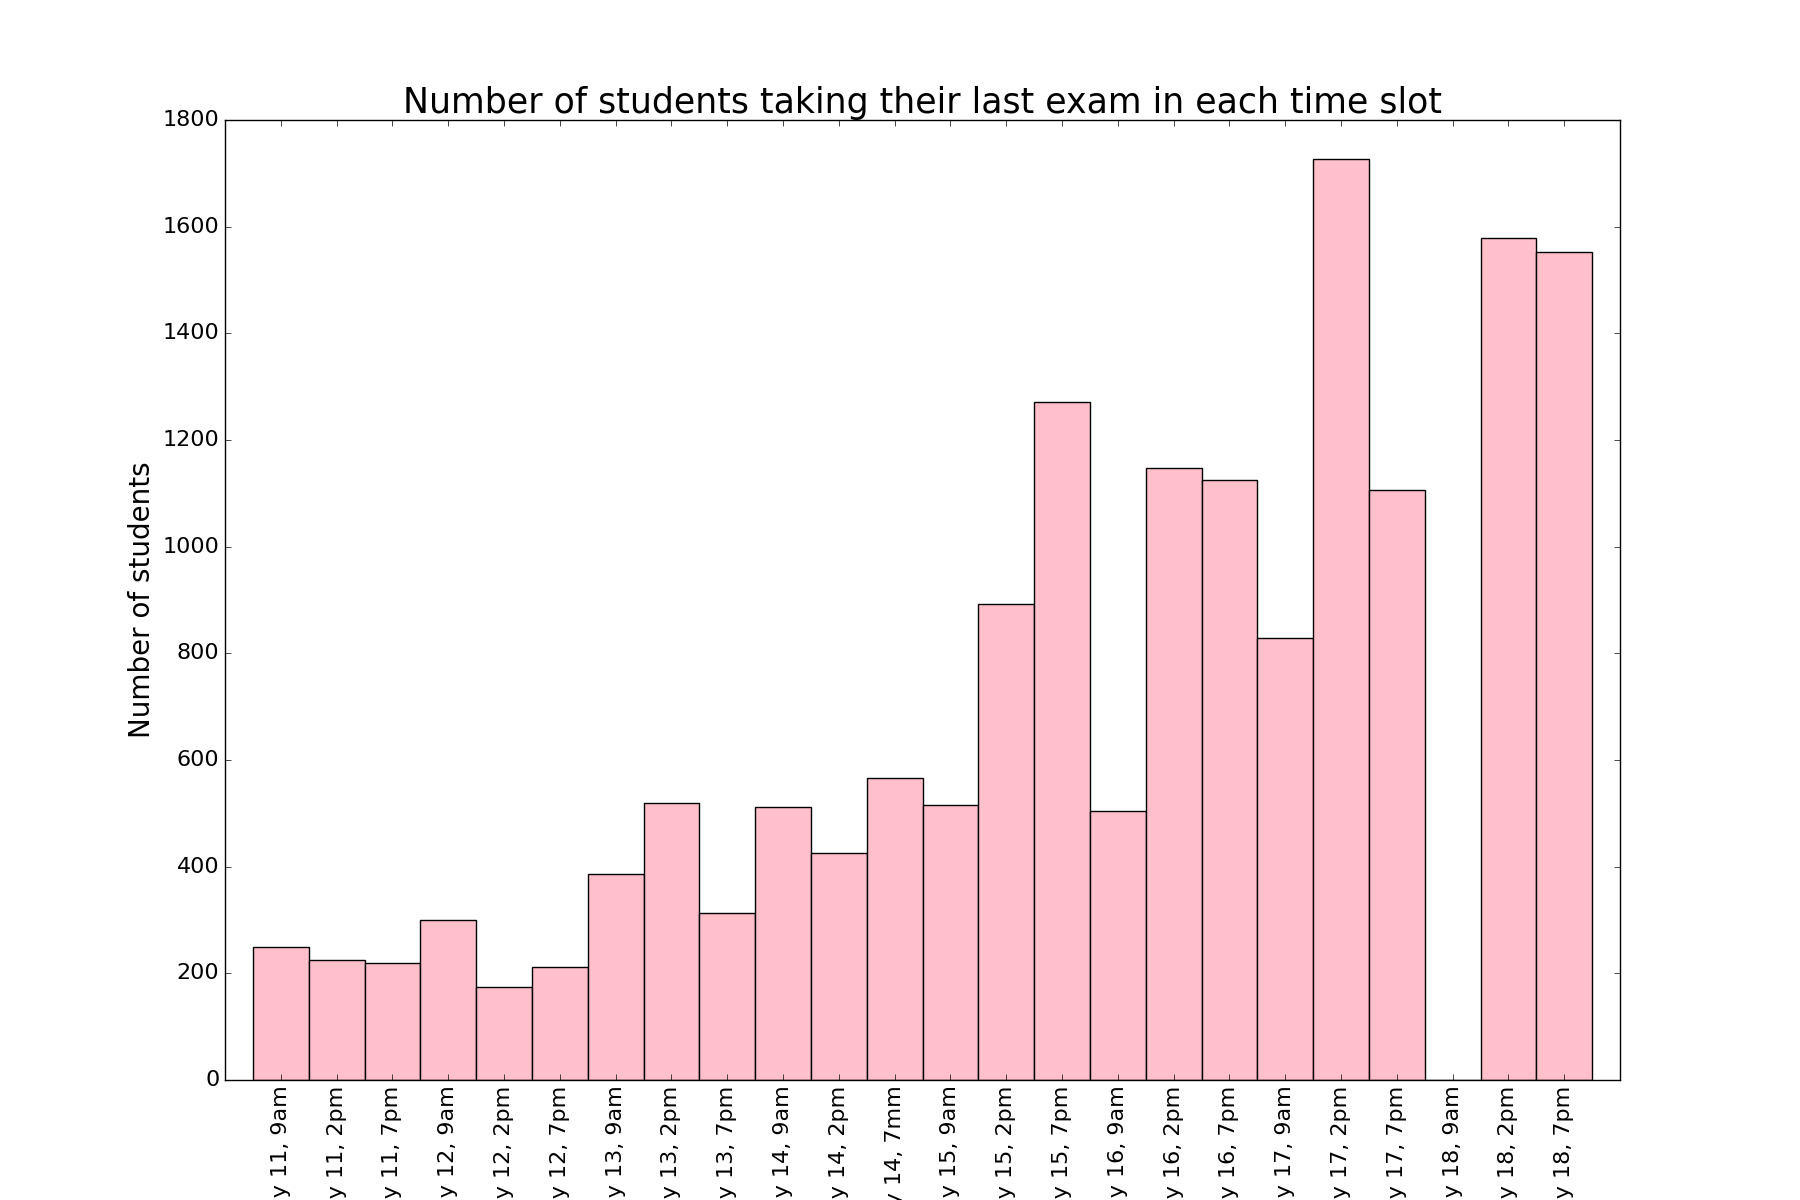 Number of students taking their last exam in each time slot
Number of students
1800
1600
1400
1200
1000
800
600
400
200
0
y 11, 9am
y 11, 2pm
y 11, 7pm
y 12, 9am
y 12, 2pm
y 12, 7pm
y 13, 9am
y 13, 2pm
y 13, 7pm
y 14, 9am
y 14, 2pm
y 14, 7mm
y 15, 9am
y 15, 2pm
y 15, 7pm
y 16, 9am
y 16, 2pm
y 16, 7pm
y 17, 9am
y 17, 2pm
y 17, 7pm
y 18, 9am
y 18, 2pm
y 18, 7pm